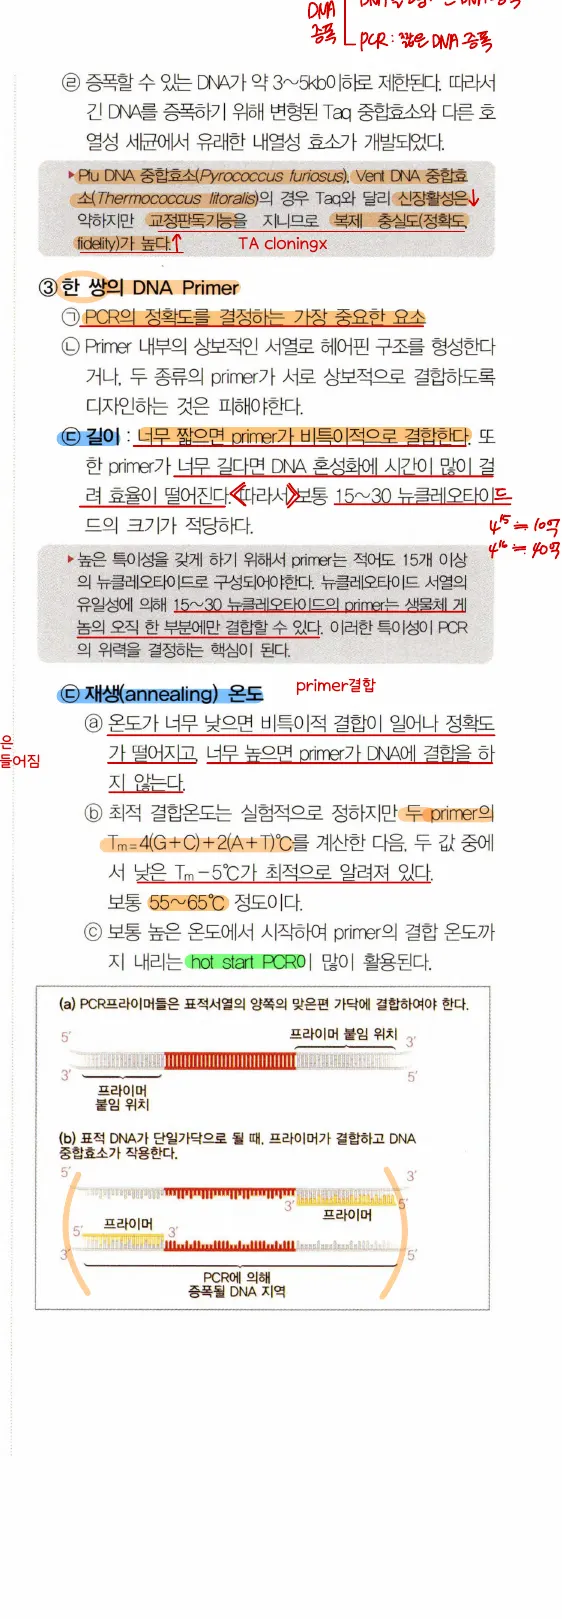 DNA
증폭
PCR : 짧은 DNA 증폭
㉣ 증폭할 수 있는 DNA가 약 3~5kb이하로 제한된다. 따라서
긴 DNA를 증폭하기 위해 변형된 Taq 중합효소와 다른 호
열성 세균에서 유래한 내열성 효소가 개발되었다.
▶Pfu DNA 중합효소(Pyrococcus furiosus), Vent DNA 중합효
소(Thermococcus litoralis)의 경우 Taq와 달리 신장활성은↓
약하지만 교정판독기능을 지니므로 복제 충실도(정확도,
fidelity)가 높다.↑ TA cloningx
③ 한 쌍의 DNA Primer
㉠ PCR의 정확도를 결정하는 가장 중요한 요소
㉡ Primer 내부의 상보적인 서열로 헤어핀 구조를 형성한다
거나, 두 종류의 primer가 서로 상보적으로 결합하도록
디자인하는 것은 피해야한다.
㉢ 길이 : 너무 짧으면 primer가 비특이적으로 결합한다. 또
한 primer가 너무 길다면 DNA 혼성화에 시간이 많이 걸
려 효율이 떨어진다.≪따라서≫보통 15~30 뉴클레오타이드
드의 크기가 적당하다.
4¹⁵ ≒ 10억
4¹⁶ ≒ 40억
▶높은 특이성을 갖게 하기 위해서 primer는 적어도 15개 이상
의 뉴클레오타이드로 구성되어야한다. 뉴클레오타이드 서열의
유일성에 의해 15~30 뉴클레오타이드의 primer는 생물체 게
놈의 오직 한 부분에만 결합할 수 있다. 이러한 특이성이 PCR
의 위력을 결정하는 핵심이 된다.
㉢ 재생(annealing) 온도 primer결합
ⓐ 온도가 너무 낮으면 비특이적 결합이 일어나 정확도
은
가 떨어지고, 너무 높으면 primer가 DNA에 결합을 하
들어짐
지 않는다.
ⓑ 최적 결합온도는 실험적으로 정하지만 두 primer의
Tm=4(G+C)+2(A+T)℃를 계산한 다음, 두 값 중에
서 낮은 Tm-5℃가 최적으로 알려져 있다.
보통 55~65℃ 정도이다.
ⓒ 보통 높은 온도에서 시작하여 primer의 결합 온도까
지 내리는 hot start PCR이 많이 활용된다.
(a) PCR프라이머들은 표적서열의 양쪽의 맞은편 가닥에 결합하여야 한다.
5′ 프라이머 붙임 위치 3′
3′ 5′
프라이머
붙임 위치
(b) 표적 DNA가 단일가닥으로 될 때, 프라이머가 결합하고 DNA
중합효소가 작용한다.
5′ 3′
3′ 5′
프라이머
프라이머
5′ 3′
3′ 5′
PCR에 의해
증폭될 DNA 지역